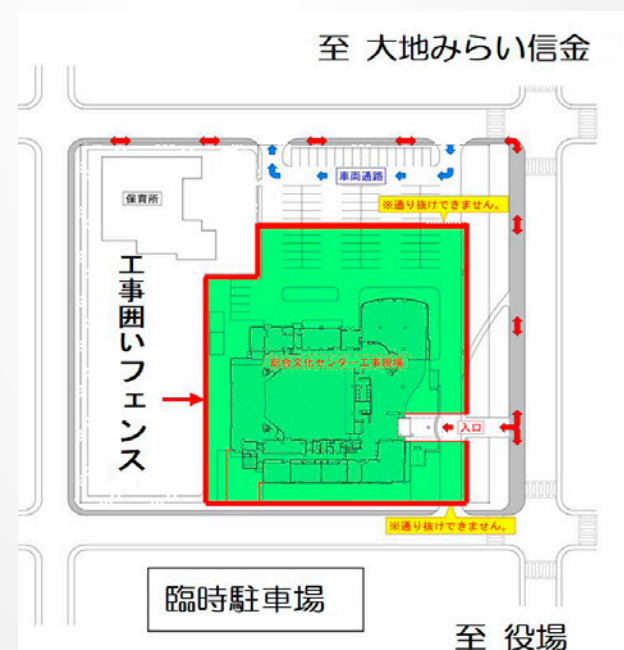 至 大地みらい信金
車両通路
保育所
※通り抜けできません。
工事囲いフェンス
総合文化センター工事現場
入口
※通り抜けできません。
臨時駐車場
至 役場